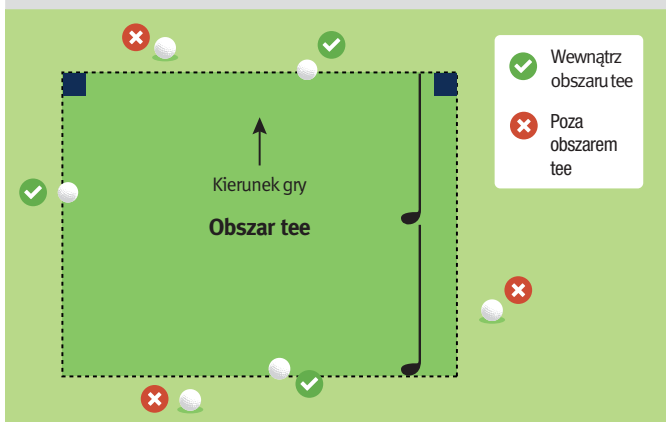 Wewnątrz
obszaru tee
Poza
obszarem
tee
Kierunek gry
Obszar tee